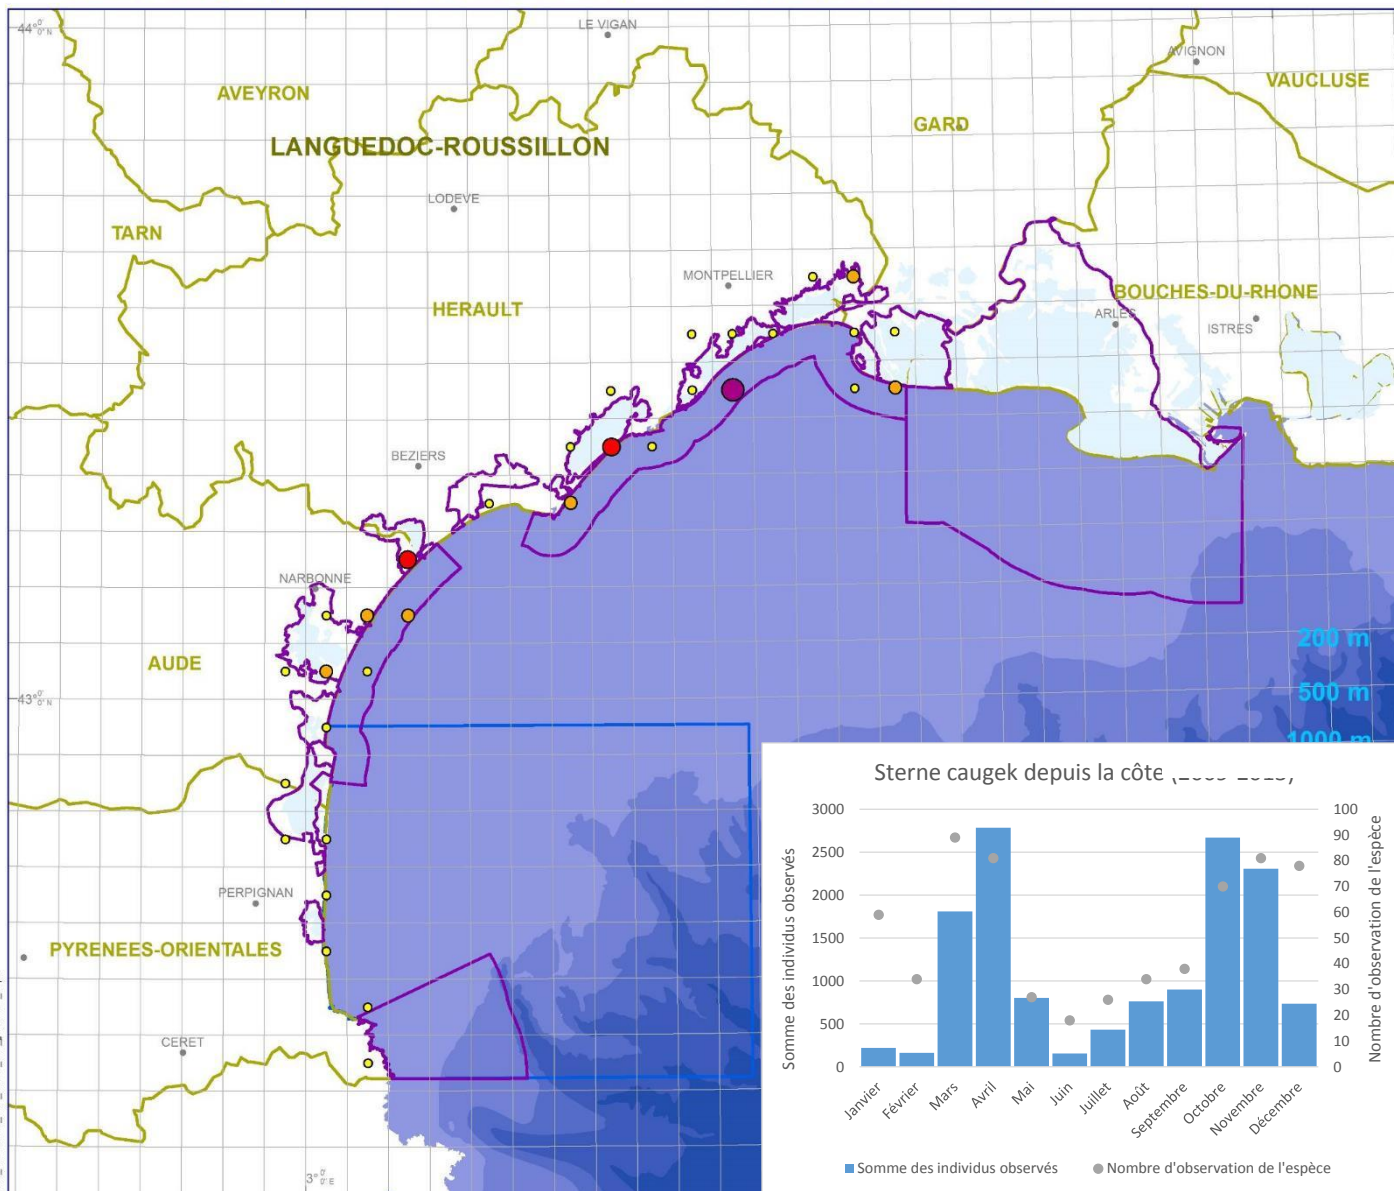 44° 0' 0" N
LE VIGAN
AVIGNON
VAUCLUSE
AVEYRON
GARD
LANGUEDOC-ROUSSILLON
LODEVE
TARN
MONTPELLIER
HERAULT
BOUCHES-DU-RHONE
ARLES
ISTRES
BEZIERS
NARBONNE
200 m
AUDE
500 m
43° 0' 0" N
1000 m
Sterne caugek depuis la côte
3000
2500
2000
1500
1000
500
0
Somme des individus observés
100
90
80
70
60
50
40
30
20
10
0
Nombre d'observation de l'espèce
Janvier
Février
Mars
Avril
Mai
Juin
Juillet
Août
Septembre
Octobre
Novembre
Décembre
Somme des individus observés
Nombre d'observation de l'espèce
PERPIGNAN
PYRENEES-ORIENTALES
CERET
3° 0' 0" E